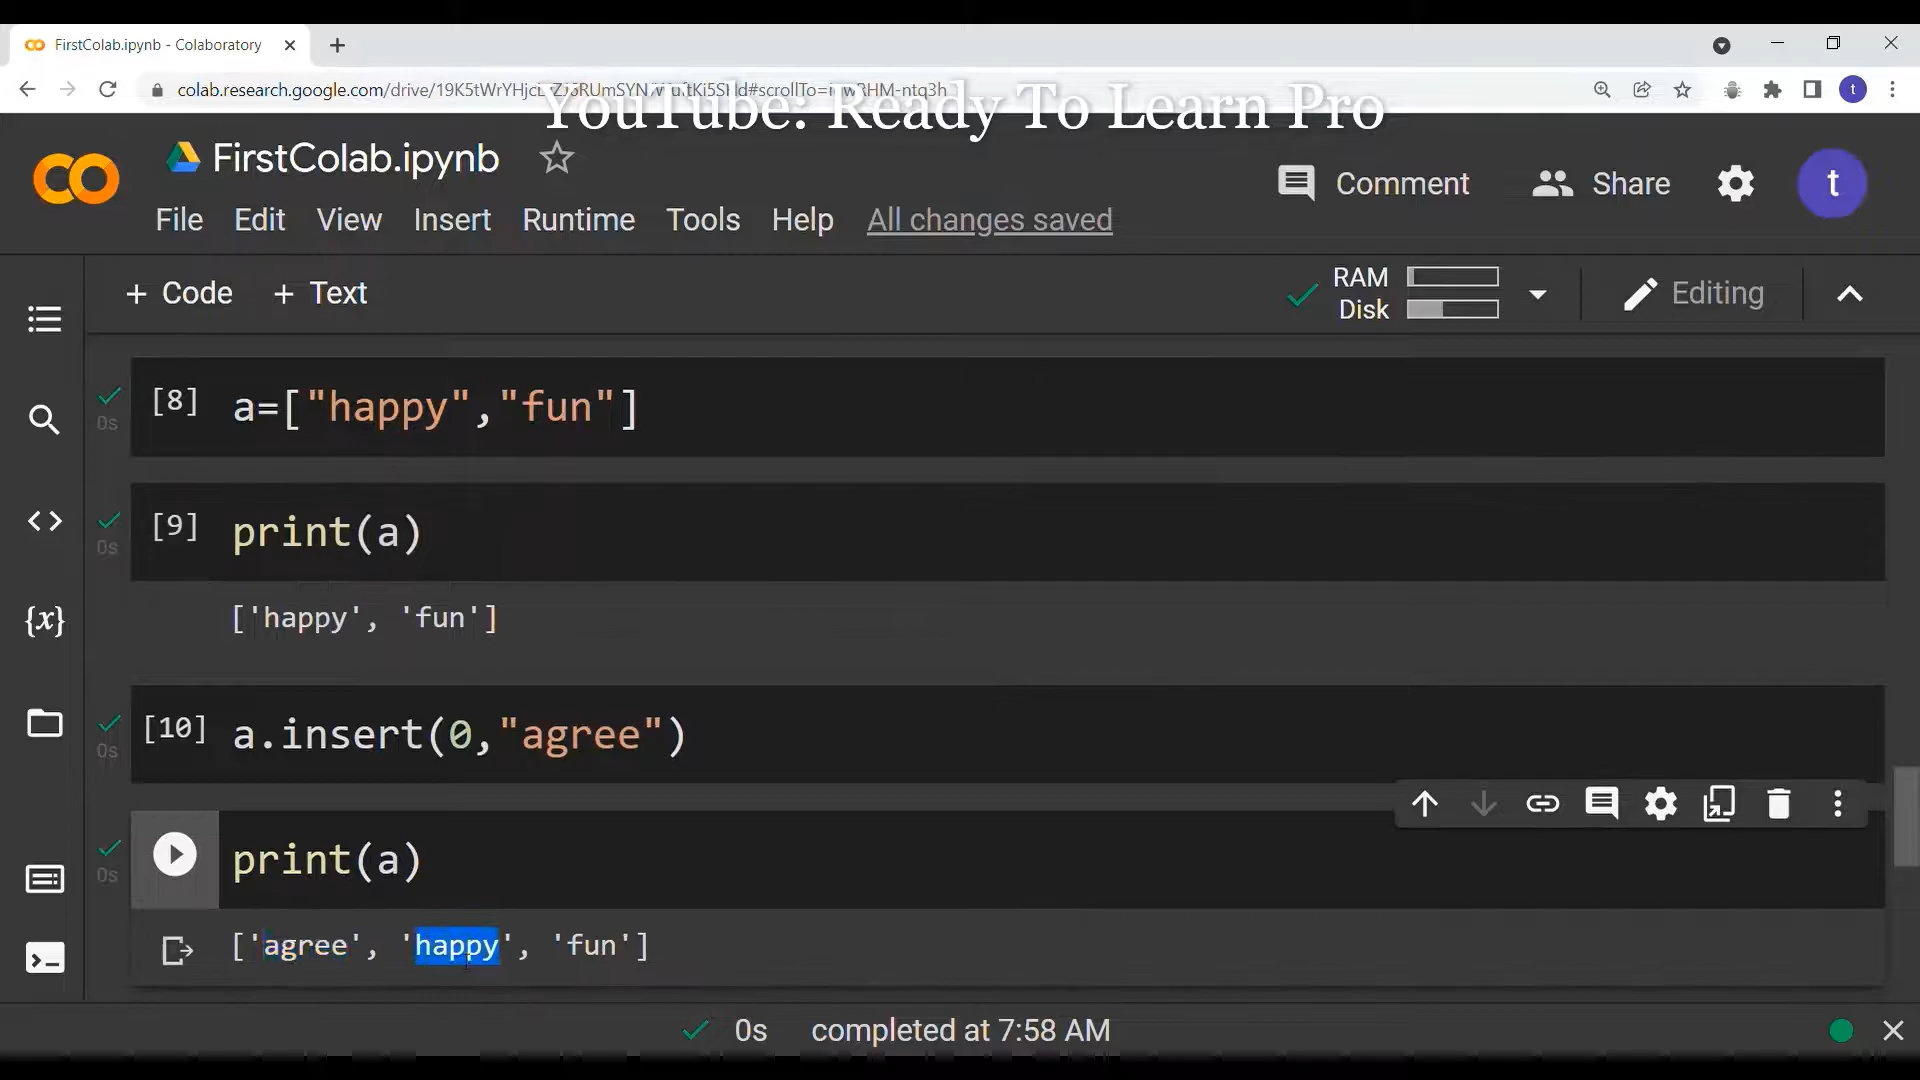 FirstColab.ipynb - Colaboratory
YouTube: Ready To Learn Pro
FirstColab.ipynb
Comment
Share
t
File Edit View Insert Runtime Tools Help All changes saved
+ Code + Text
RAM
Disk
Editing
[8] a=["happy","fun"]
0s
[9] print(a)
0s
['happy', 'fun']
[10] a.insert(0,"agree")
0s
print(a)
0s
['agree', 'happy', 'fun']
0s completed at 7:58 AM